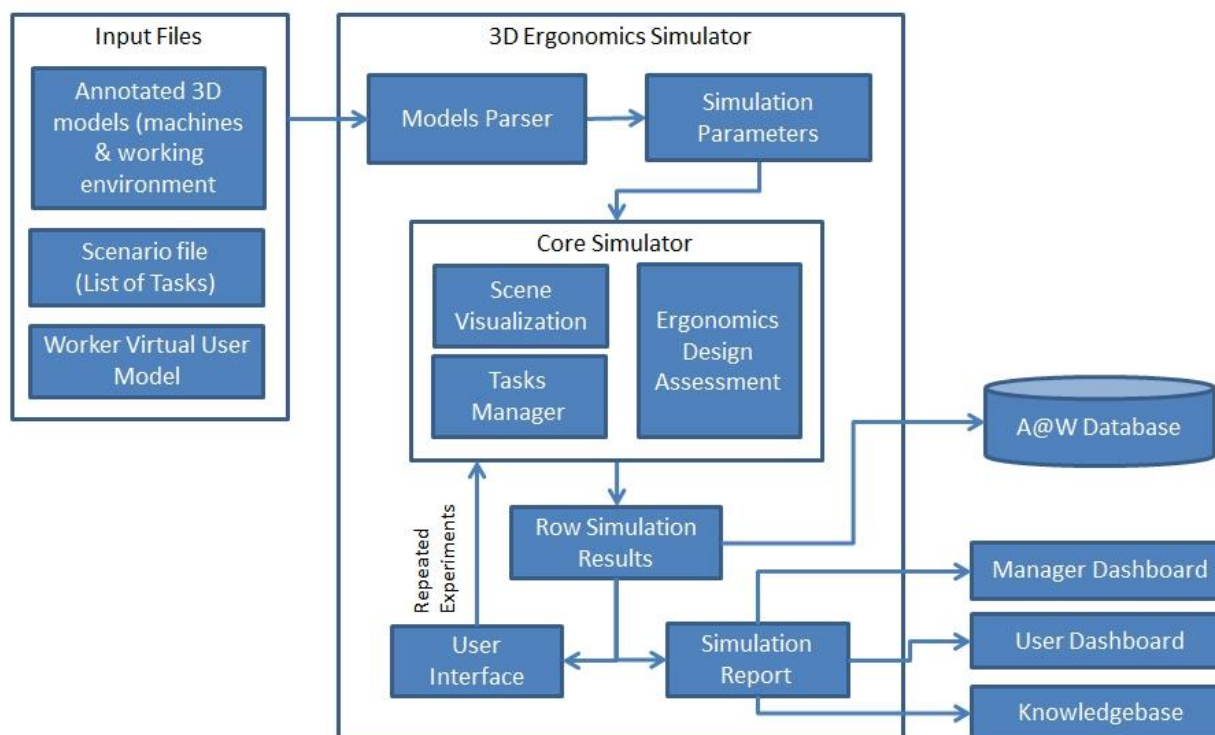 Input Files
Annotated 3D
models (machines
& working
environment
Scenario file
(List of Tasks)
Worker Virtual User
Model
3D Ergonomics Simulator
Models Parser
Simulation
Parameters
Core Simulator
Scene
Visualization
Tasks
Manager
Ergonomics
Design
Assessment
Repeated
Experiments
Row Simulation
Results
User
Interface
Simulation
Report
A@W Database
Manager Dashboard
User Dashboard
Knowledgebase